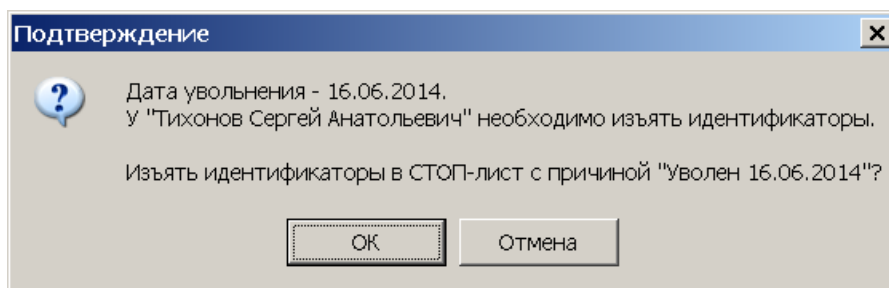 Подтверждение
Дата увольнения - 16.06.2014.
У "Тихонов Сергей Анатольевич" необходимо изъять идентификаторы.
Изъять идентификаторы в СТОП-лист с причиной "Уволен 16.06.2014"?
ОК
Отмена